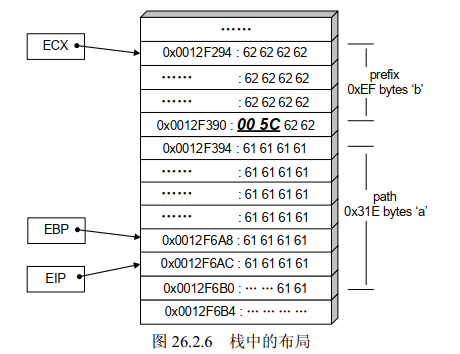 ……
ECX
0x0012F294 : 62 62 62 62
…… : 62 62 62 62
…… : 62 62 62 62
0x0012F390 : 00 5C 62 62
prefix
0xEF bytes ‘b’
0x0012F394 : 61 61 61 61
…… : 61 61 61 61
…… : 61 61 61 61
…… : 61 61 61 61
path
0x31E bytes ‘a’
EBP
0x0012F6A8 : 61 61 61 61
EIP
0x0012F6AC : 61 61 61 61
0x0012F6B0 : … … 61 61
0x0012F6B4 : … … … …
图 26.2.6 栈中的布局